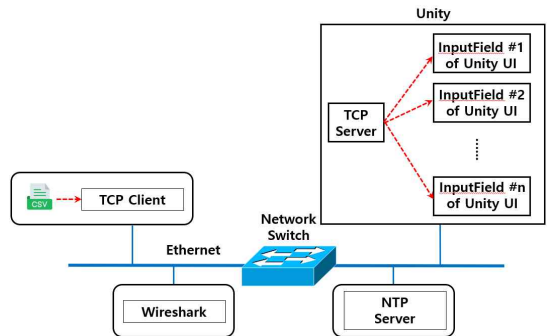 Unity
InputField #1
of Unity UI
InputField #2
of Unity UI
TCP
Server
InputField #n
of Unity UI
CSV
TCP Client
Network
Switch
Ethernet
Wireshark
NTP
Server